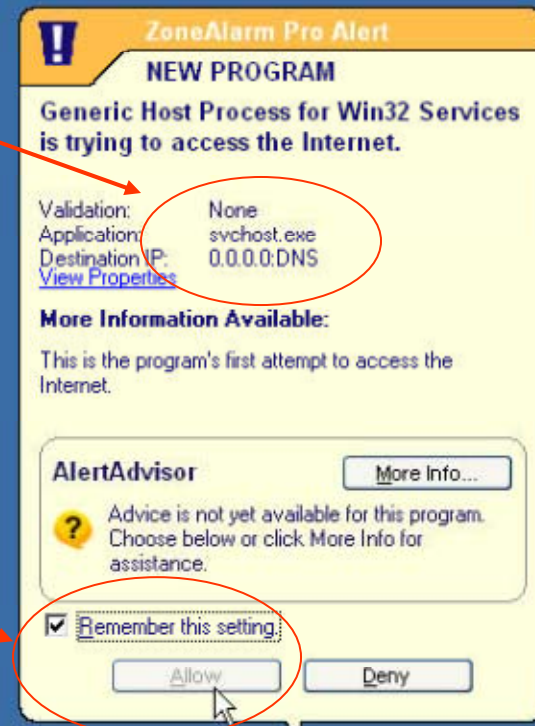 ZoneAlarm Pro Alert
NEW PROGRAM
Generic Host Process for Win32 Services
is trying to access the Internet.
Validation: None
Application: svchost.exe
Destination IP: 0.0.0.0:DNS
View Properties
More Information Available:
This is the program's first attempt to access the
Internet.
AlertAdvisor
More Info...
Advice is not yet available for this program.
Choose below or click More Info for
assistance.
Remember this setting.
Allow
Deny